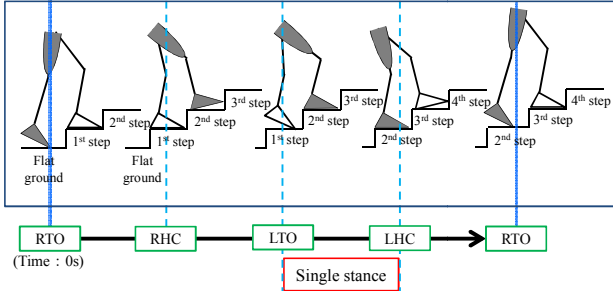 2nd step
1st step
Flat
ground
3rd step
2nd step
1st step
Flat
ground
3rd step
2nd step
1st step
4th step
3rd step
2nd step
4th step
3rd step
2nd step
RTO
RHC
LTO
LHC
RTO
(Time : 0s)
Single stance